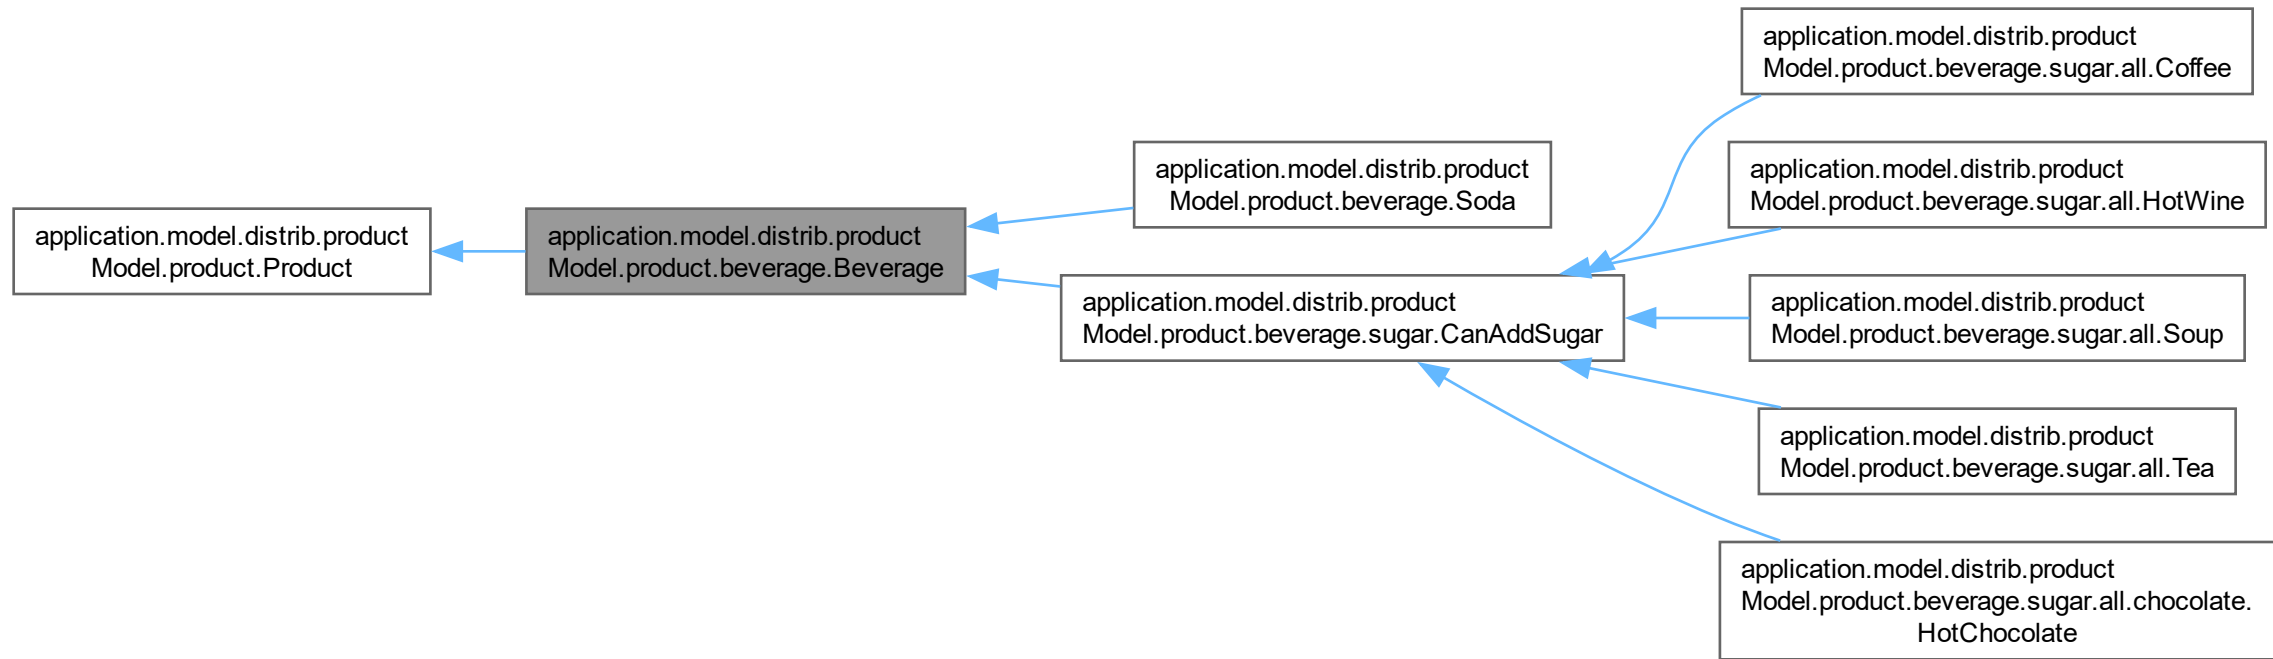 application.model.distrib.product
Model.product.Product
application.model.distrib.product
Model.product.beverage.Beverage
application.model.distrib.product
Model.product.beverage.Soda
application.model.distrib.product
Model.product.beverage.sugar.CanAddSugar
application.model.distrib.product
Model.product.beverage.sugar.all.Coffee
application.model.distrib.product
Model.product.beverage.sugar.all.HotWine
application.model.distrib.product
Model.product.beverage.sugar.all.Soup
application.model.distrib.product
Model.product.beverage.sugar.all.Tea
application.model.distrib.product
Model.product.beverage.sugar.all.chocolate.
HotChocolate